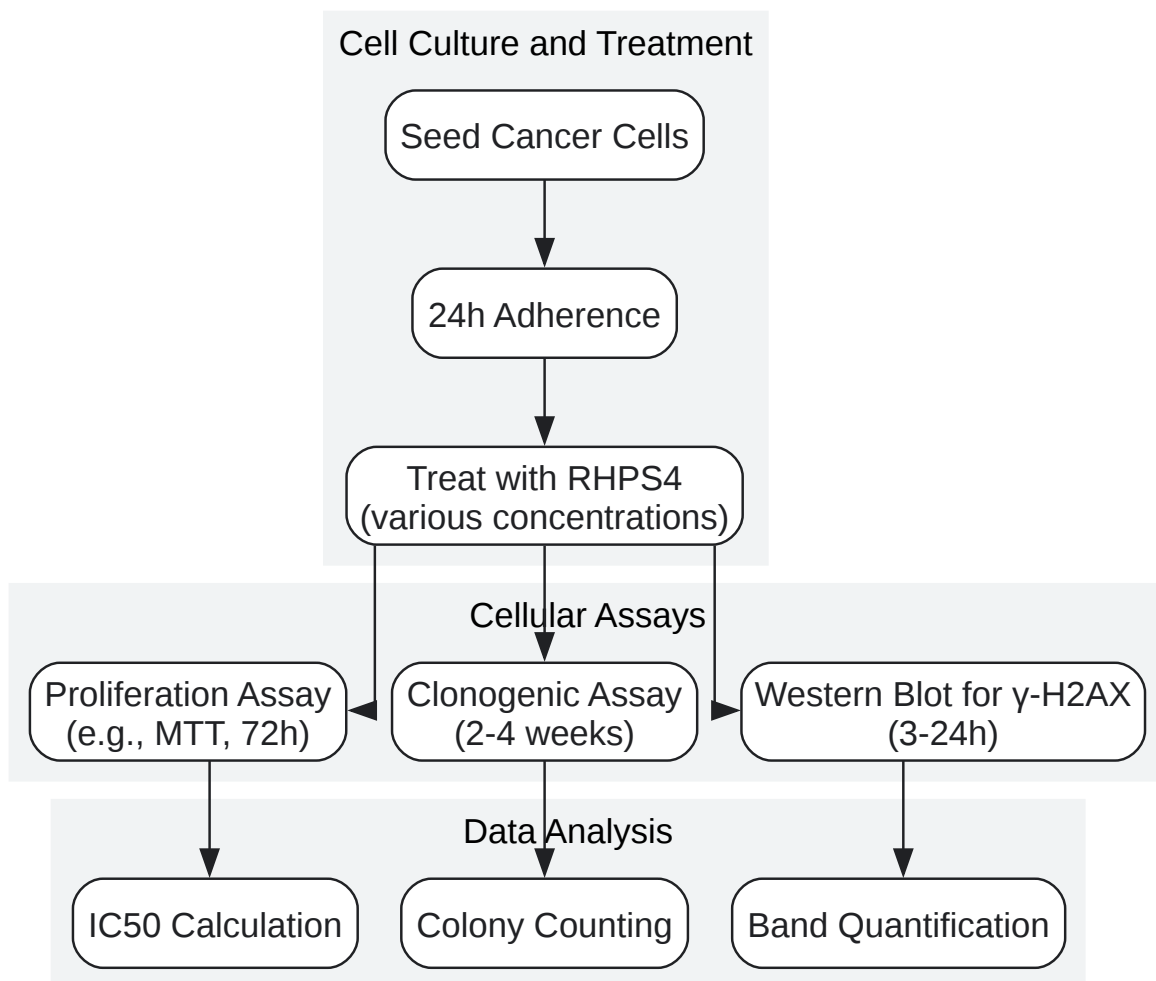 Cell Culture and Treatment
Seed Cancer Cells
24h Adherence
Treat with RHPS4
(various concentrations)
Cellular Assays
Proliferation Assay
(e.g., MTT, 72h)
Clonogenic Assay
(2-4 weeks)
Western Blot for γ-H2AX
(3-24h)
Data Analysis
IC50 Calculation
Colony Counting
Band Quantification